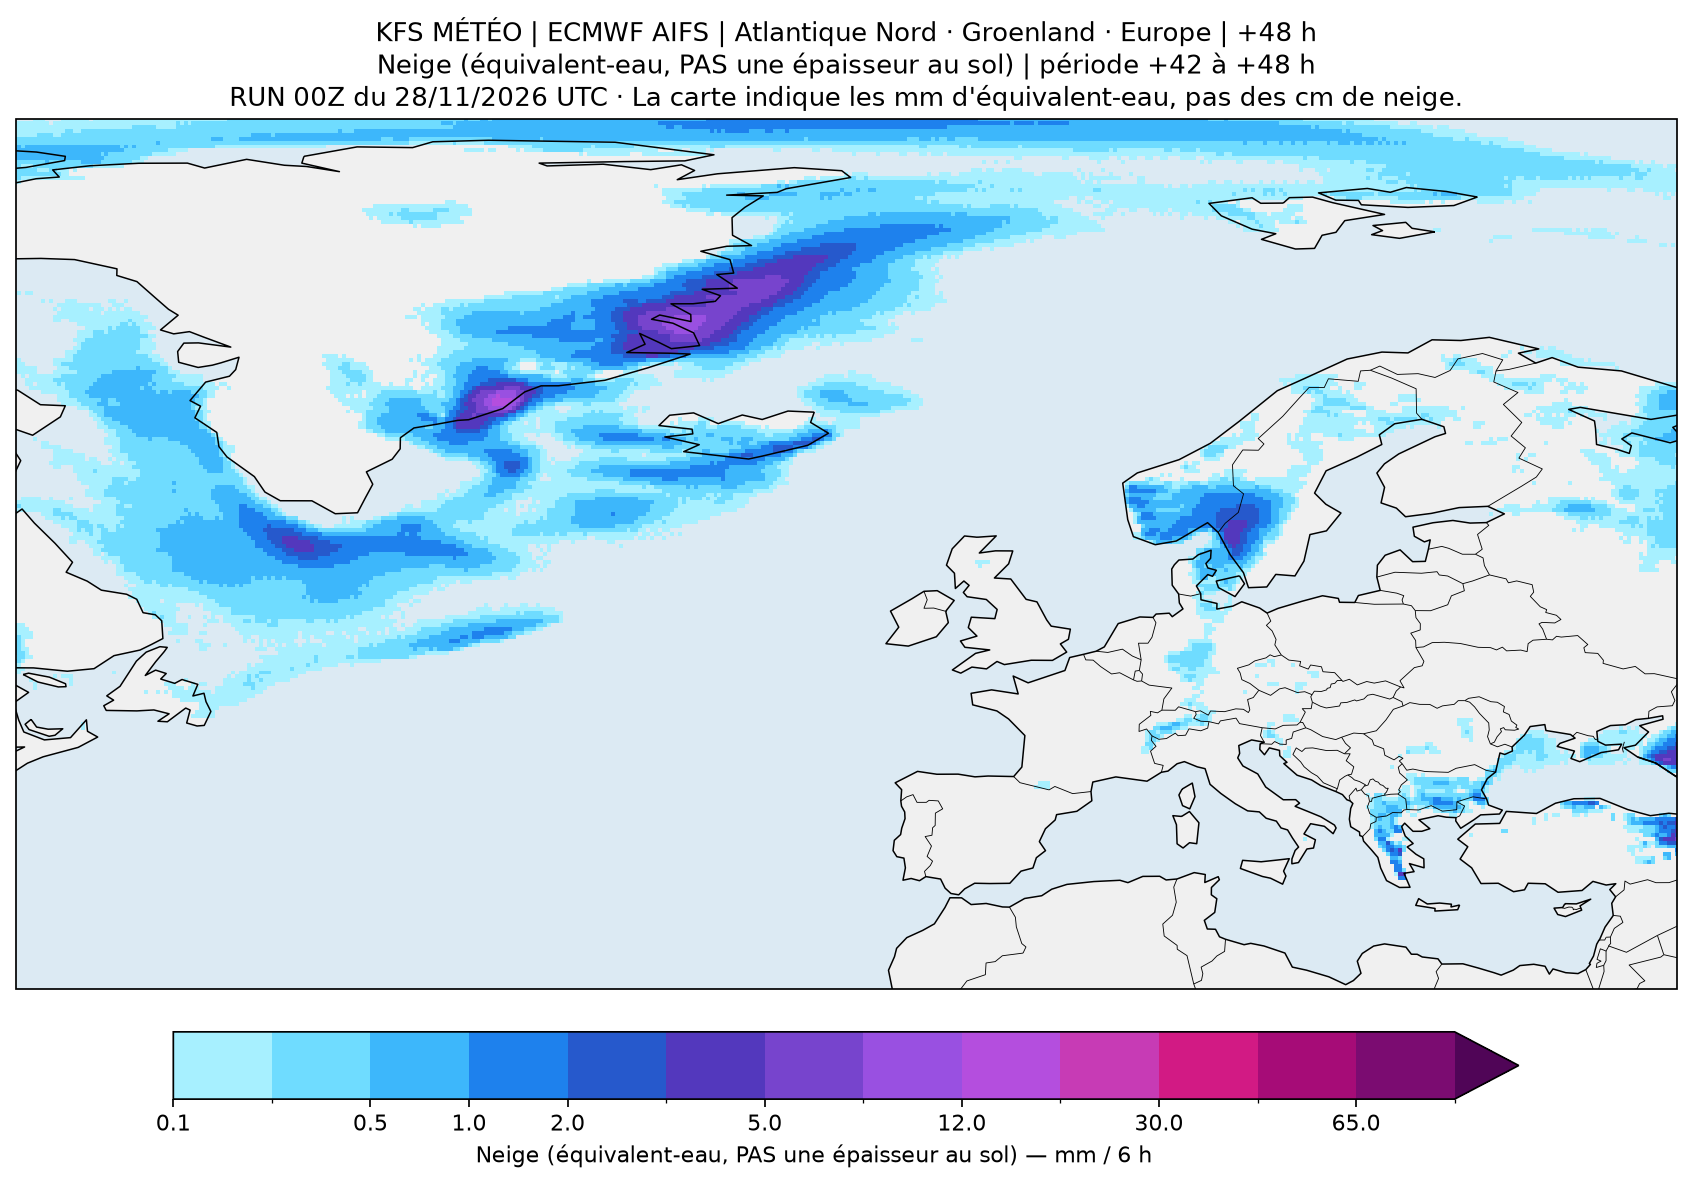 KFS MÉTÉO | ECMWF AIFS | Atlantique Nord · Groenland · Europe | +48 h
Neige (équivalent-eau, PAS une épaisseur au sol) | période +42 à +48 h
RUN 00Z du 28/11/2026 UTC · La carte indique les mm d'équivalent-eau, pas des cm de neige.
0.1 0.5 1.0 2.0 5.0 12.0 30.0 65.0
Neige (équivalent-eau, PAS une épaisseur au sol) — mm / 6 h